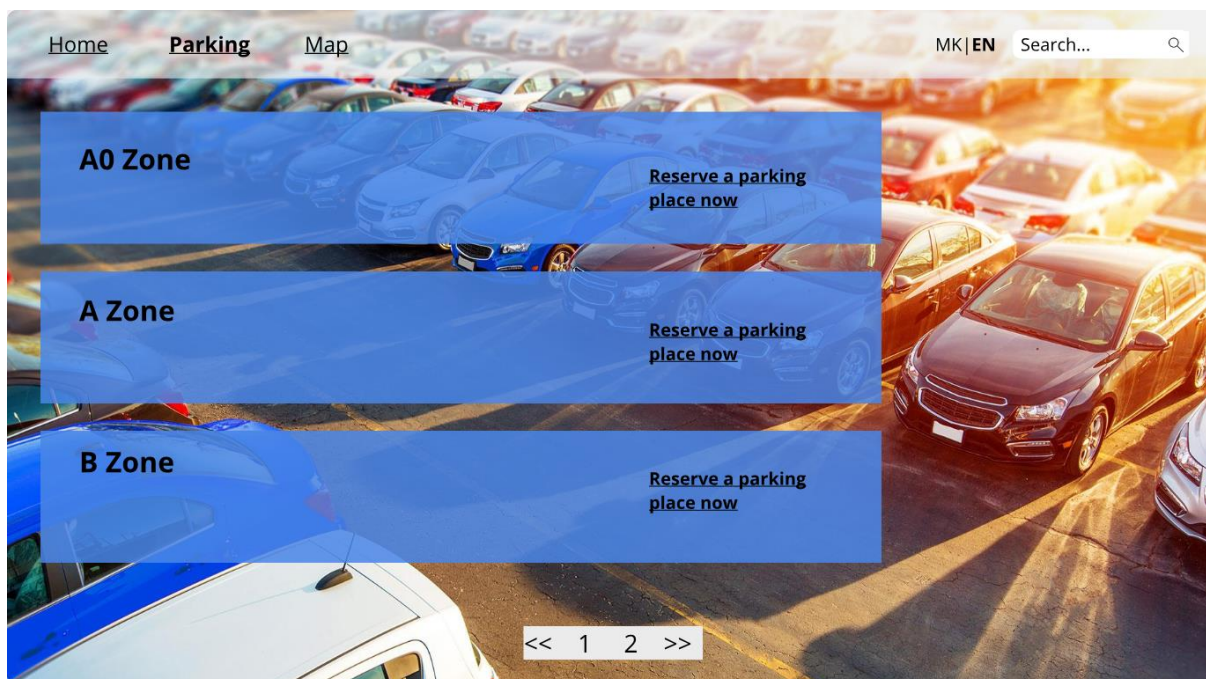 Home Parking Map MK|EN Search...
A0 Zone
Reserve a parking
place now
A Zone
Reserve a parking
place now
B Zone
Reserve a parking
place now
<< 1 2 >>